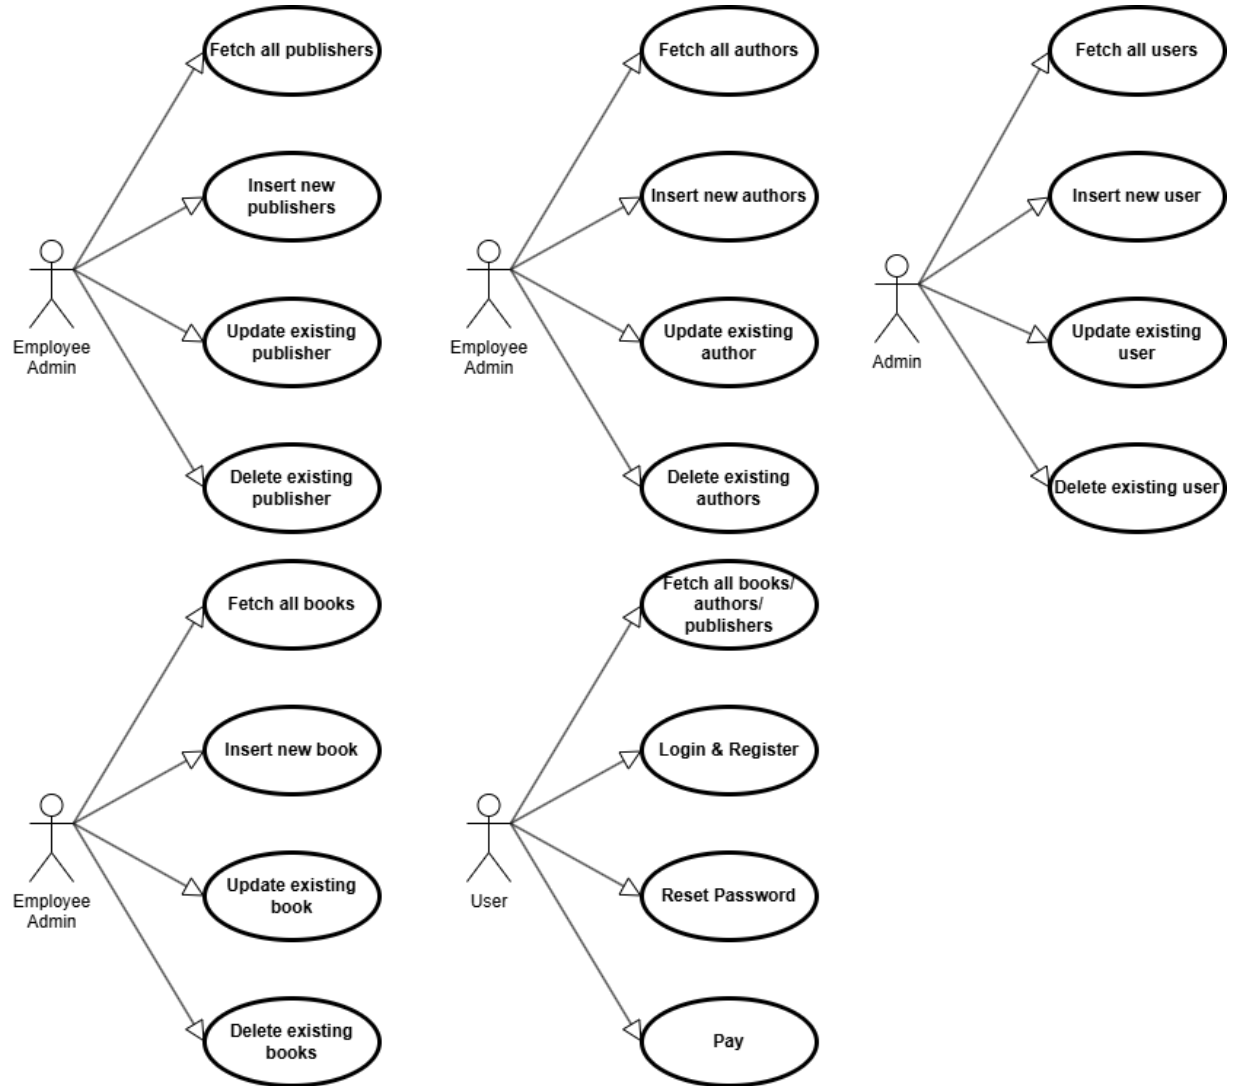 Fetch all publishers
Insert new
publishers
Employee
Admin
Update existing
publisher
Delete existing
publisher
Fetch all authors
Insert new authors
Employee
Admin
Update existing
author
Delete existing
authors
Fetch all users
Insert new user
Admin
Update existing
user
Delete existing user
Fetch all books
Insert new book
Employee
Admin
Update existing
book
Delete existing
books
Fetch all books/
authors/
publishers
Login & Register
User
Reset Password
Pay